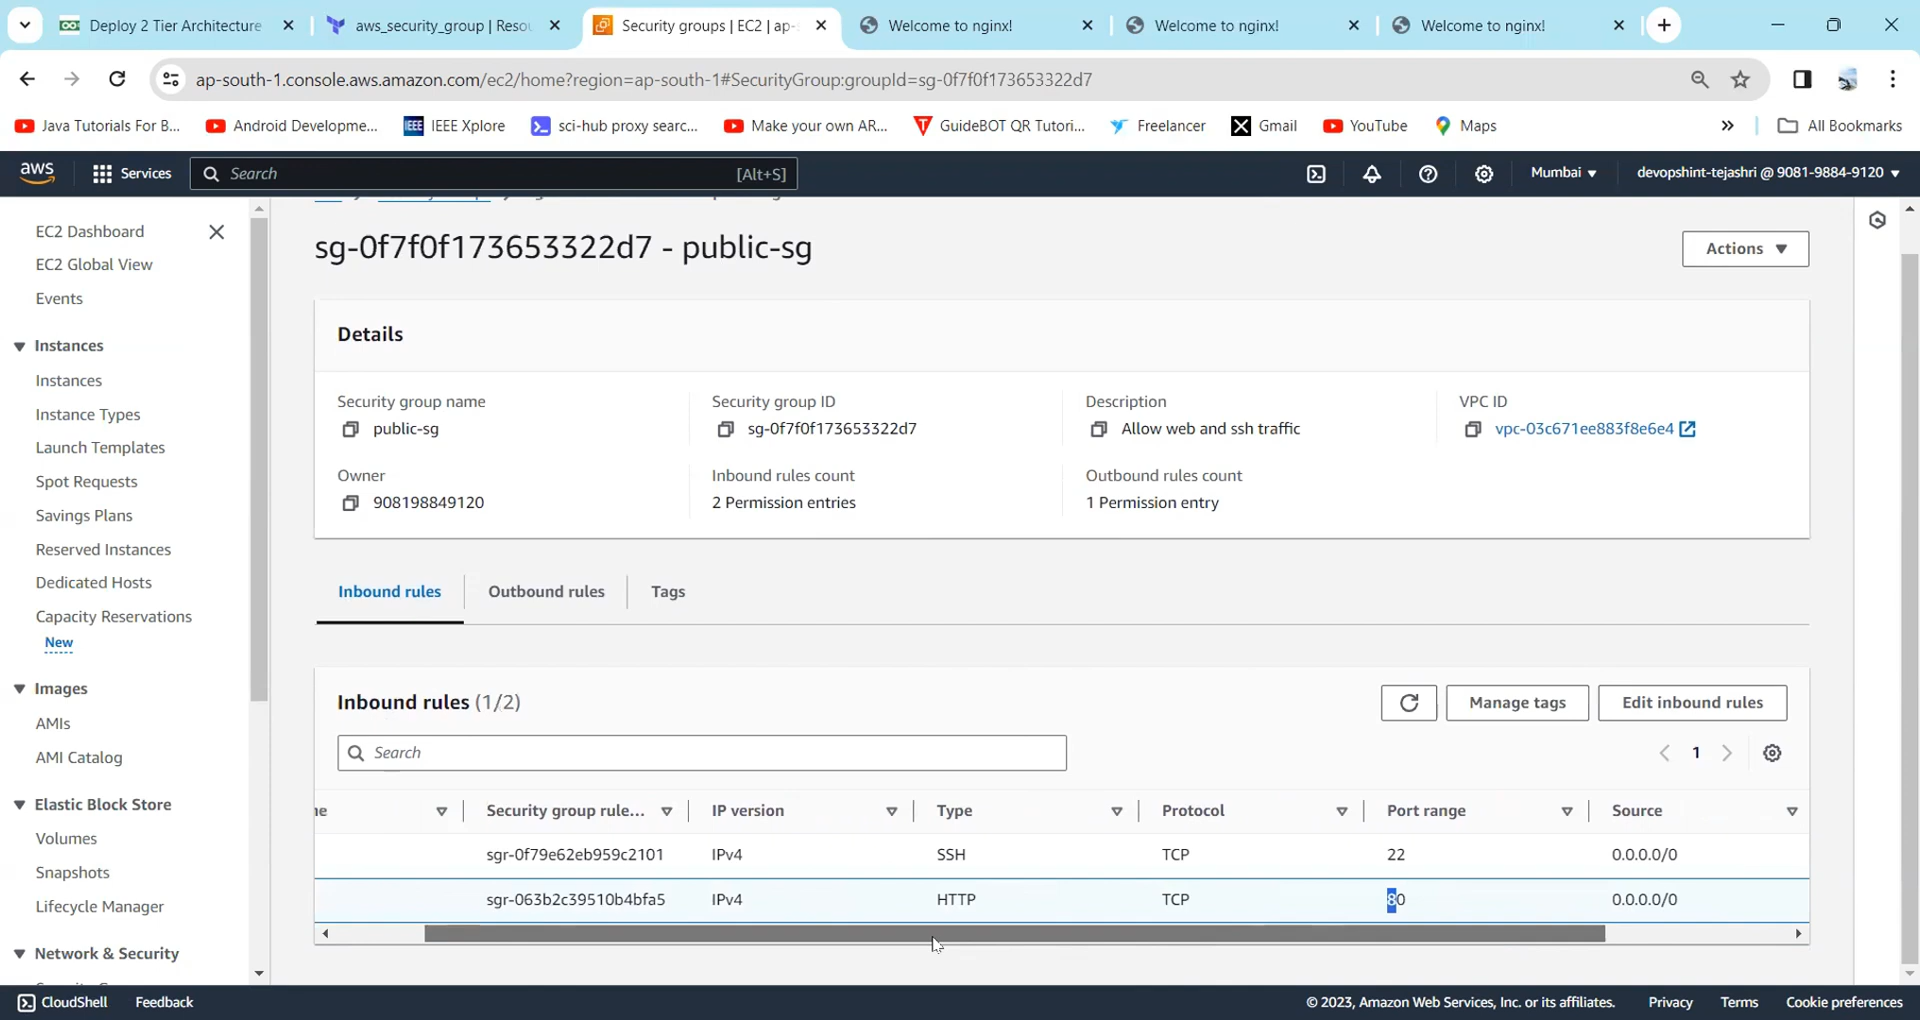 Deploy 2 Tier Architecture
aws_security_group | Resou
Security groups | EC2 | ap-
Welcome to nginx!
Welcome to nginx!
Welcome to nginx!
ap-south-1.console.aws.amazon.com/ec2/home?region=ap-south-1#SecurityGroup:groupId=sg-0f7f0f173653322d7
Java Tutorials For B...
Android Developme...
IEEE
IEEE Xplore
sci-hub proxy searc...
Make your own AR...
GuideBOT QR Tutori...
Freelancer
Gmail
YouTube
Maps
»
All Bookmarks
aws
Services
Search
[Alt+S]
Mumbai
devopshint-tejashri @ 9081-9884-9120
EC2 Dashboard
EC2 Global View
Events
Instances
Instances
Instance Types
Launch Templates
Spot Requests
Savings Plans
Reserved Instances
Dedicated Hosts
Capacity Reservations
New
Images
AMIs
AMI Catalog
Elastic Block Store
Volumes
Snapshots
Lifecycle Manager
Network & Security
sg-0f7f0f173653322d7 - public-sg
Actions
Details
Security group name
public-sg
Security group ID
sg-0f7f0f173653322d7
Description
Allow web and ssh traffic
VPC ID
vpc-03c671ee883f8e6e4
Owner
908198849120
Inbound rules count
2 Permission entries
Outbound rules count
1 Permission entry
Inbound rules
Outbound rules
Tags
Inbound rules (1/2)
Manage tags
Edit inbound rules
Search
1
Security group rule...
IP version
Type
Protocol
Port range
Source
sgr-0f79e62eb959c2101
IPv4
SSH
TCP
22
0.0.0.0/0
sgr-063b2c39510b4bfa5
IPv4
HTTP
TCP
80
0.0.0.0/0
CloudShell
Feedback
© 2023, Amazon Web Services, Inc. or its affiliates.
Privacy
Terms
Cookie preferences